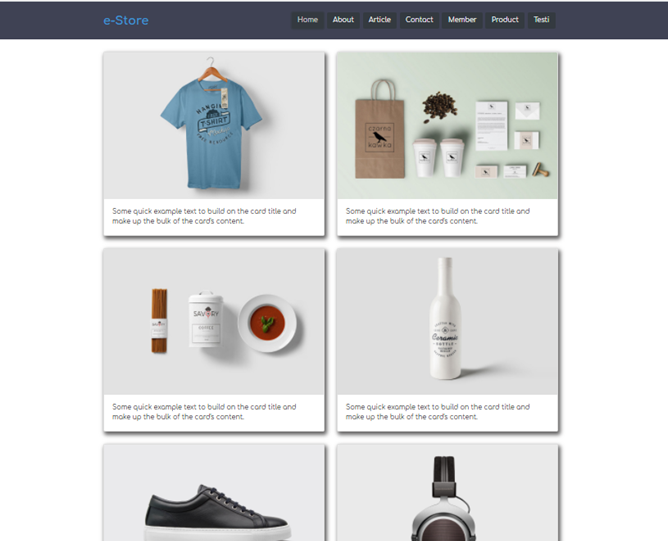 e-Store
Home About Article Contact Member Product Testi
T-SHIRT
czarna
kawka
Some quick example text to build on the card title and
make up the bulk of the card's content.
Some quick example text to build on the card title and
make up the bulk of the card's content.
SAVORY
Ceramic
BOTTLE
Some quick example text to build on the card title and
make up the bulk of the card's content.
Some quick example text to build on the card title and
make up the bulk of the card's content.